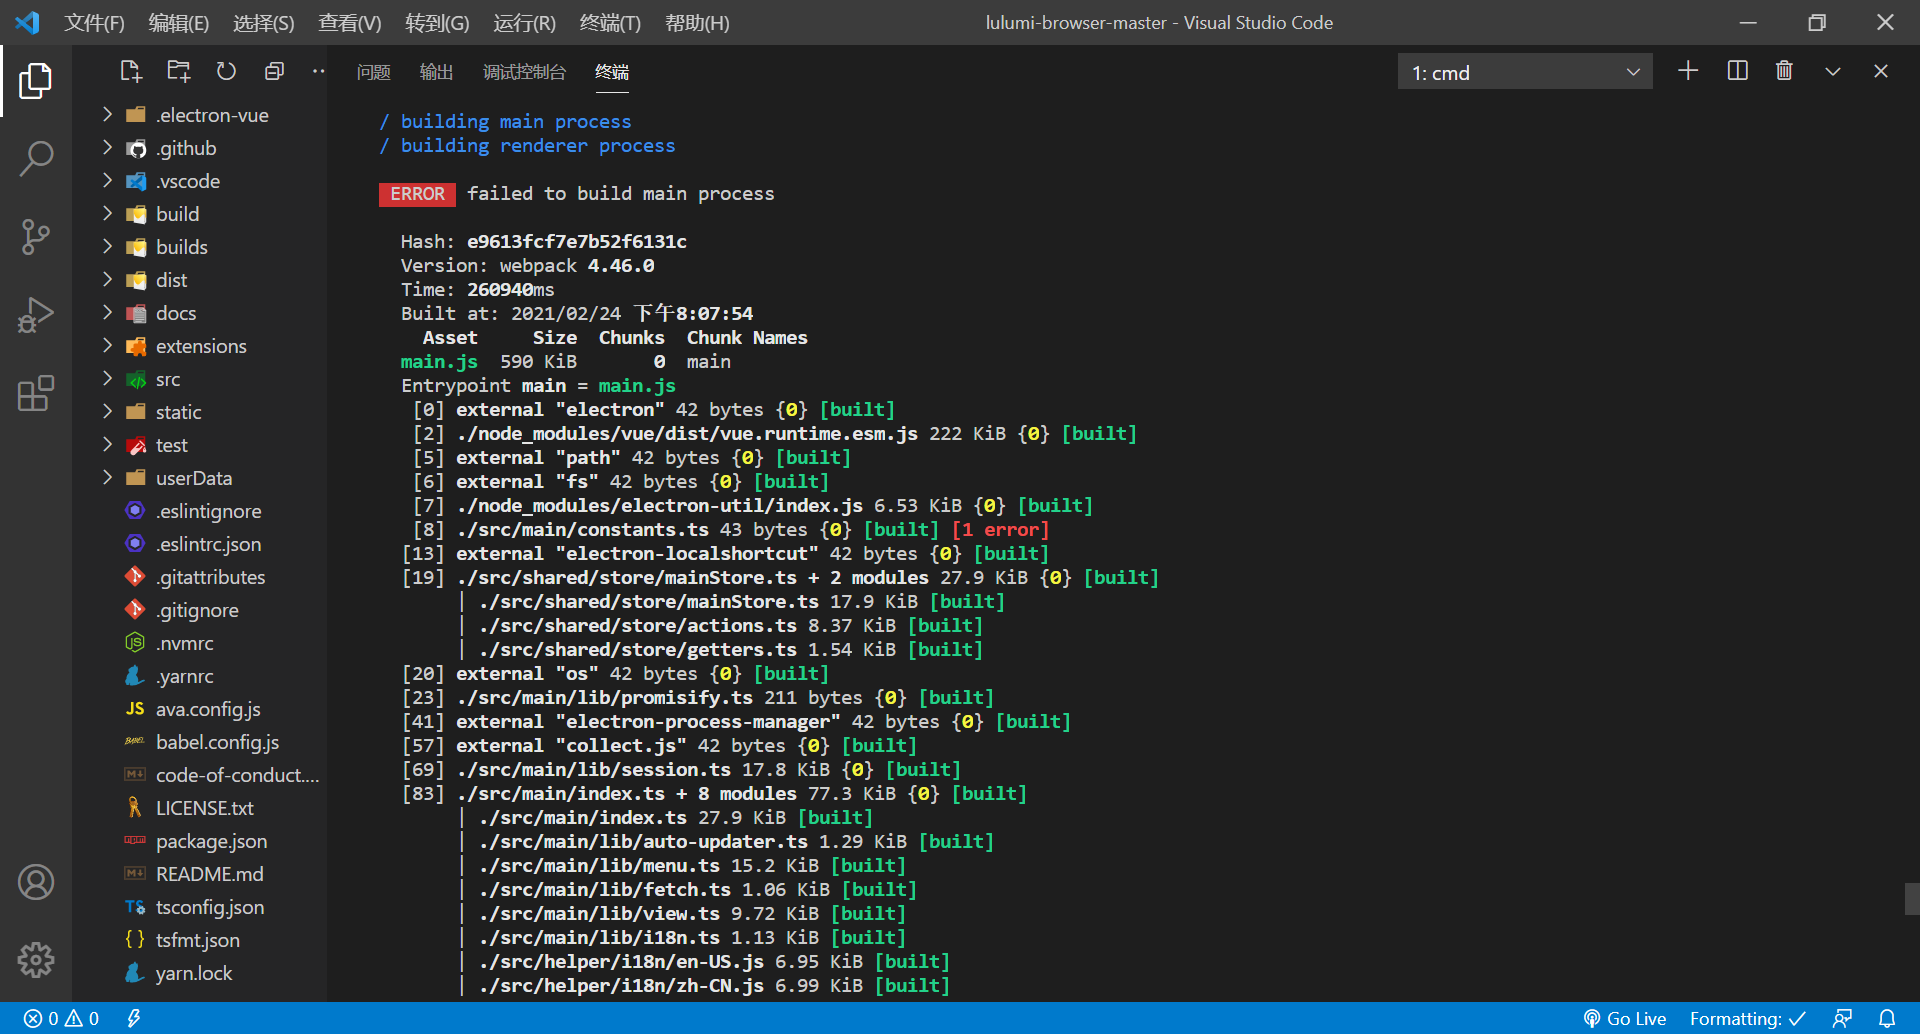 文件(F) 编辑(E) 选择(S) 查看(V) 转到(G) 运行(R) 终端(T) 帮助(H) lulumi-browser-master - Visual Studio Code
问题 输出 调试控制台 终端 1: cmd
.electron-vue
.github
.vscode
build
builds
dist
docs
extensions
src
static
test
userData
.eslintignore
.eslintrc.json
.gitattributes
.gitignore
.nvmrc
.yarnrc
JS ava.config.js
BABEL babel.config.js
M↓ code-of-conduct....
LICENSE.txt
npm package.json
M↓ README.md
TS tsconfig.json
{ } tsfmt.json
yarn.lock
/ building main process
/ building renderer process
ERROR failed to build main process
Hash: e9613fcf7e7b52f6131c
Version: webpack 4.46.0
Time: 260940ms
Built at: 2021/02/24 下午8:07:54
Asset Size Chunks Chunk Names
main.js 590 KiB 0 main
Entrypoint main = main.js
[0] external "electron" 42 bytes {0} [built]
[2] ./node_modules/vue/dist/vue.runtime.esm.js 222 KiB {0} [built]
[5] external "path" 42 bytes {0} [built]
[6] external "fs" 42 bytes {0} [built]
[7] ./node_modules/electron-util/index.js 6.53 KiB {0} [built]
[8] ./src/main/constants.ts 43 bytes {0} [built] [1 error]
[13] external "electron-localshortcut" 42 bytes {0} [built]
[19] ./src/shared/store/mainStore.ts + 2 modules 27.9 KiB {0} [built]
| ./src/shared/store/mainStore.ts 17.9 KiB [built]
| ./src/shared/store/actions.ts 8.37 KiB [built]
| ./src/shared/store/getters.ts 1.54 KiB [built]
[20] external "os" 42 bytes {0} [built]
[23] ./src/main/lib/promisify.ts 211 bytes {0} [built]
[41] external "electron-process-manager" 42 bytes {0} [built]
[57] external "collect.js" 42 bytes {0} [built]
[69] ./src/main/lib/session.ts 17.8 KiB {0} [built]
[83] ./src/main/index.ts + 8 modules 77.3 KiB {0} [built]
| ./src/main/index.ts 27.9 KiB [built]
| ./src/main/lib/auto-updater.ts 1.29 KiB [built]
| ./src/main/lib/menu.ts 15.2 KiB [built]
| ./src/main/lib/fetch.ts 1.06 KiB [built]
| ./src/main/lib/view.ts 9.72 KiB [built]
| ./src/main/lib/i18n.ts 1.13 KiB [built]
| ./src/helper/i18n/en-US.js 6.95 KiB [built]
| ./src/helper/i18n/zh-CN.js 6.99 KiB [built]
0 0 Go Live Formatting: ✓